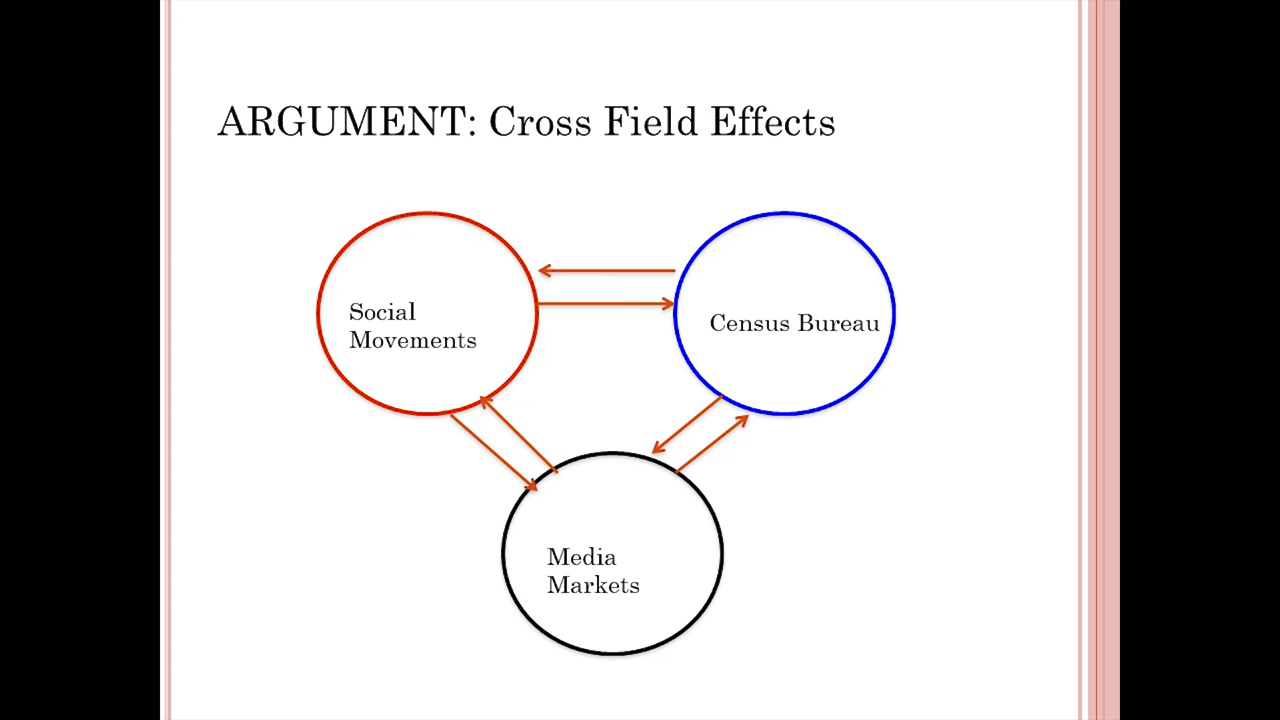 ARGUMENT: Cross Field Effects
Social
Movements
Census Bureau
Media
Markets